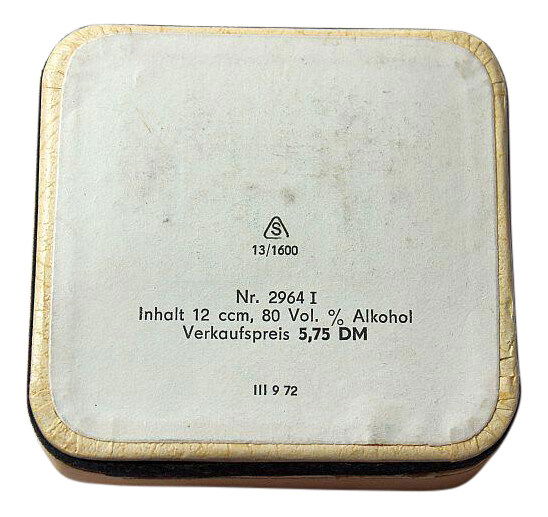 S
13/1600
Nr. 2964 I
Inhalt 12 ccm, 80 Vol. % Alkohol
Verkaufspreis 5,75 DM
III 9 72